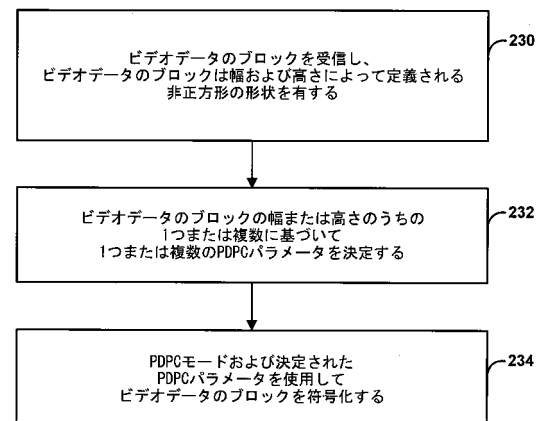 230
ビデオデータのブロックを受信し、
ビデオデータのブロックは幅および高さによって定義される
非正方形の形状を有する
232
ビデオデータのブロックの幅または高さのうちの
1つまたは複数に基づいて
1つまたは複数のPDPCパラメータを決定する
234
PDPCモードおよび決定された
PDPCパラメータを使用して
ビデオデータのブロックを符号化する